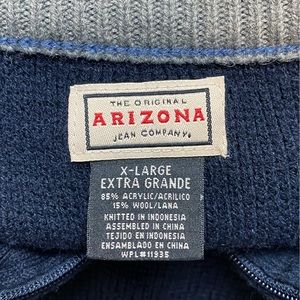 THE ORIGINAL
ARIZONA
JEAN COMPANY®
X-LARGE
EXTRA GRANDE
85% ACRYLIC/ACRILICO
15% WOOL/LANA
KNITTED IN INDONESIA
ASSEMBLED IN CHINA
TEJIDO EN INDONESIA
ENSAMBLADO EN CHINA
WPL#11935